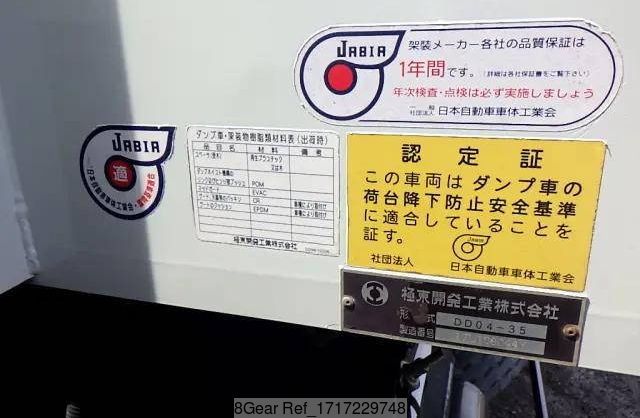 JABIA
架装メーカー各社の品質保証は
1年間です。(詳細は各社保証書をご覧下さい)
年次検査・点検は必ず実施しましょう
一般社団法人 日本自動車車体工業会
JABIA
適
日本自動車車体工業会
ダンプ車・架装物樹脂類材料表(出荷時)
品名 材料 備考
再生プラスチック
又は木
POM
EVAC
CR
EPDM
極東開発工業株式会社
認定証
この車両はダンプ車の
荷台降下防止安全基準
に適合していることを
証す。
JABIA
社団法人 日本自動車車体工業会
極東開発工業株式会社
形式 DD04-35
製造番号
8Gear Ref_1717229748